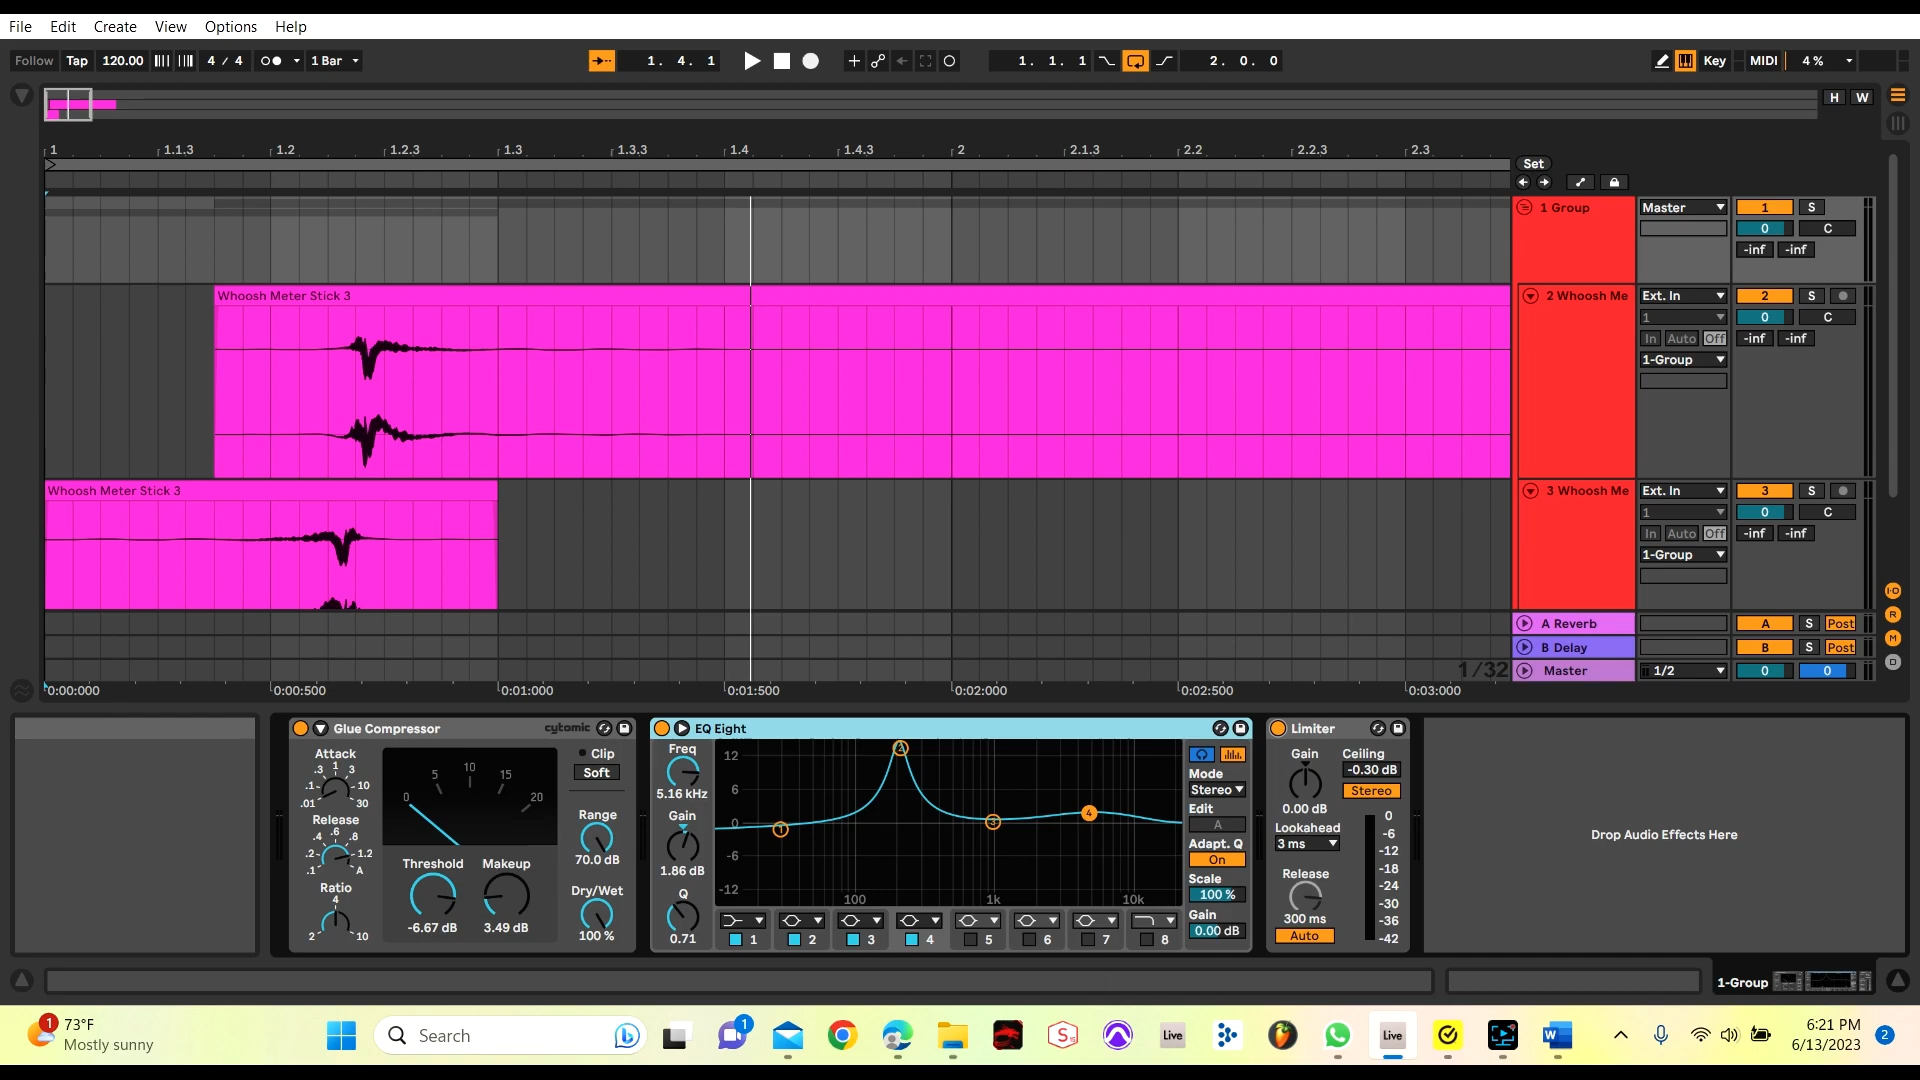 File Edit Create View Options Help
Follow Tap 120.00 4 / 4 1 Bar 1. 4. 1 1. 1. 1 2. 0. 0 Key MIDI 4 %
H W
1 1.1.3 1.2 1.2.3 1.3 1.3.3 1.4 1.4.3 2 2.1.3 2.2 2.2.3 2.3
Set
1 Group Master 1 S
0 C
-inf -inf
Whoosh Meter Stick 3 2 Whoosh Me Ext. In 2 S
1 0 C
In Auto Off -inf -inf
1-Group
Whoosh Meter Stick 3 3 Whoosh Me Ext. In 3 S
1 0 C
In Auto Off -inf -inf
1-Group
A Reverb A S Post
B Delay B S Post
1/32 Master 1/2 0 0
0:00:000 0:00:500 0:01:000 0:01:500 0:02:000 0:02:500 0:03:000
Glue Compressor cytomic
Attack
.01 .1 .3 1 3 10 30
Release
.1 .2 .4 .6 .8 1.2 A
Ratio
2 4 10
0 5 10 15 20
Threshold Makeup
-6.67 dB 3.49 dB
Clip
Soft
Range
70.0 dB
Dry/Wet
100 %
EQ Eight
Freq
5.16 kHz
Gain
1.86 dB
Q
0.71
12
6
0
-6
-12
100 1k 10k
1 2 3 4
1 2 3 4 5 6 7 8
Mode
Stereo
Edit
A
Adapt. Q
On
Scale
100 %
Gain
0.00 dB
Limiter
Gain Ceiling
-0.30 dB
Stereo
0.00 dB
Lookahead
3 ms
Release
300 ms
Auto
0
-6
-12
-18
-24
-30
-36
-42
Drop Audio Effects Here
1-Group
1 73°F
Mostly sunny
Search
1
Live
Live
6:21 PM
6/13/2023
2